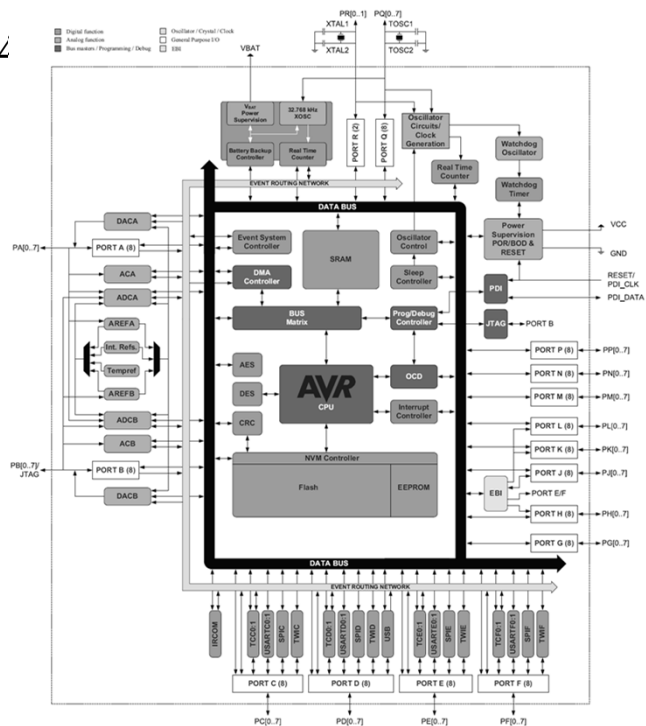 PR[0..1]
PQ[0..7]
XTAL1
TOSC1
XTAL2
TOSC2
Digital function
Analog function
Bus masters / Programming / Debug
Oscillator / Crystal / Clock
General Purpose I/O
EBI
VBAT
VBAT
Power
Supervision
32.768 kHz
XOSC
Battery Backup
Controller
Real Time
Counter
PORT R (2)
PORT Q (8)
Oscillator
Circuits/
Clock
Generation
Real Time
Counter
Watchdog
Oscillator
Watchdog
Timer
EVENT ROUTING NETWORK
DATA BUS
Power
Supervision
POR/BOD &
RESET
VCC
GND
RESET/
PDI_CLK
PDI_DATA
PDI
JTAG
PORT B
DACA
PA[0..7]
PORT A (8)
ACA
ADCA
AREFA
Int. Refs.
Tempref
AREFB
ADCB
ACB
PB[0..7]/
JTAG
PORT B (8)
DACB
Event System
Controller
DMA
Controller
SRAM
Oscillator
Control
Sleep
Controller
BUS
Matrix
Prog/Debug
Controller
AES
DES
CRC
AVR
CPU
OCD
Interrupt
Controller
NVM Controller
Flash
EEPROM
PORT P (8)
PP[0..7]
PORT N (8)
PN[0..7]
PORT M (8)
PM[0..7]
PORT L (8)
PL[0..7]
PORT K (8)
PK[0..7]
PORT J (8)
PJ[0..7]
EBI
PORT E/F
PORT H (8)
PH[0..7]
PORT G (8)
PG[0..7]
DATA BUS
EVENT ROUTING NETWORK
IRCOM
TCC0:1
USARTC0:1
SPIC
TWIC
TCD0:1
USARTD0:1
SPID
TWID
USB
TCE0:1
USARTE0:1
SPIE
TWIE
TCF0:1
USARTF0:1
SPIF
TWIF
PORT C (8)
PORT D (8)
PORT E (8)
PORT F (8)
PC[0..7]
PD[0..7]
PE[0..7]
PF[0..7]